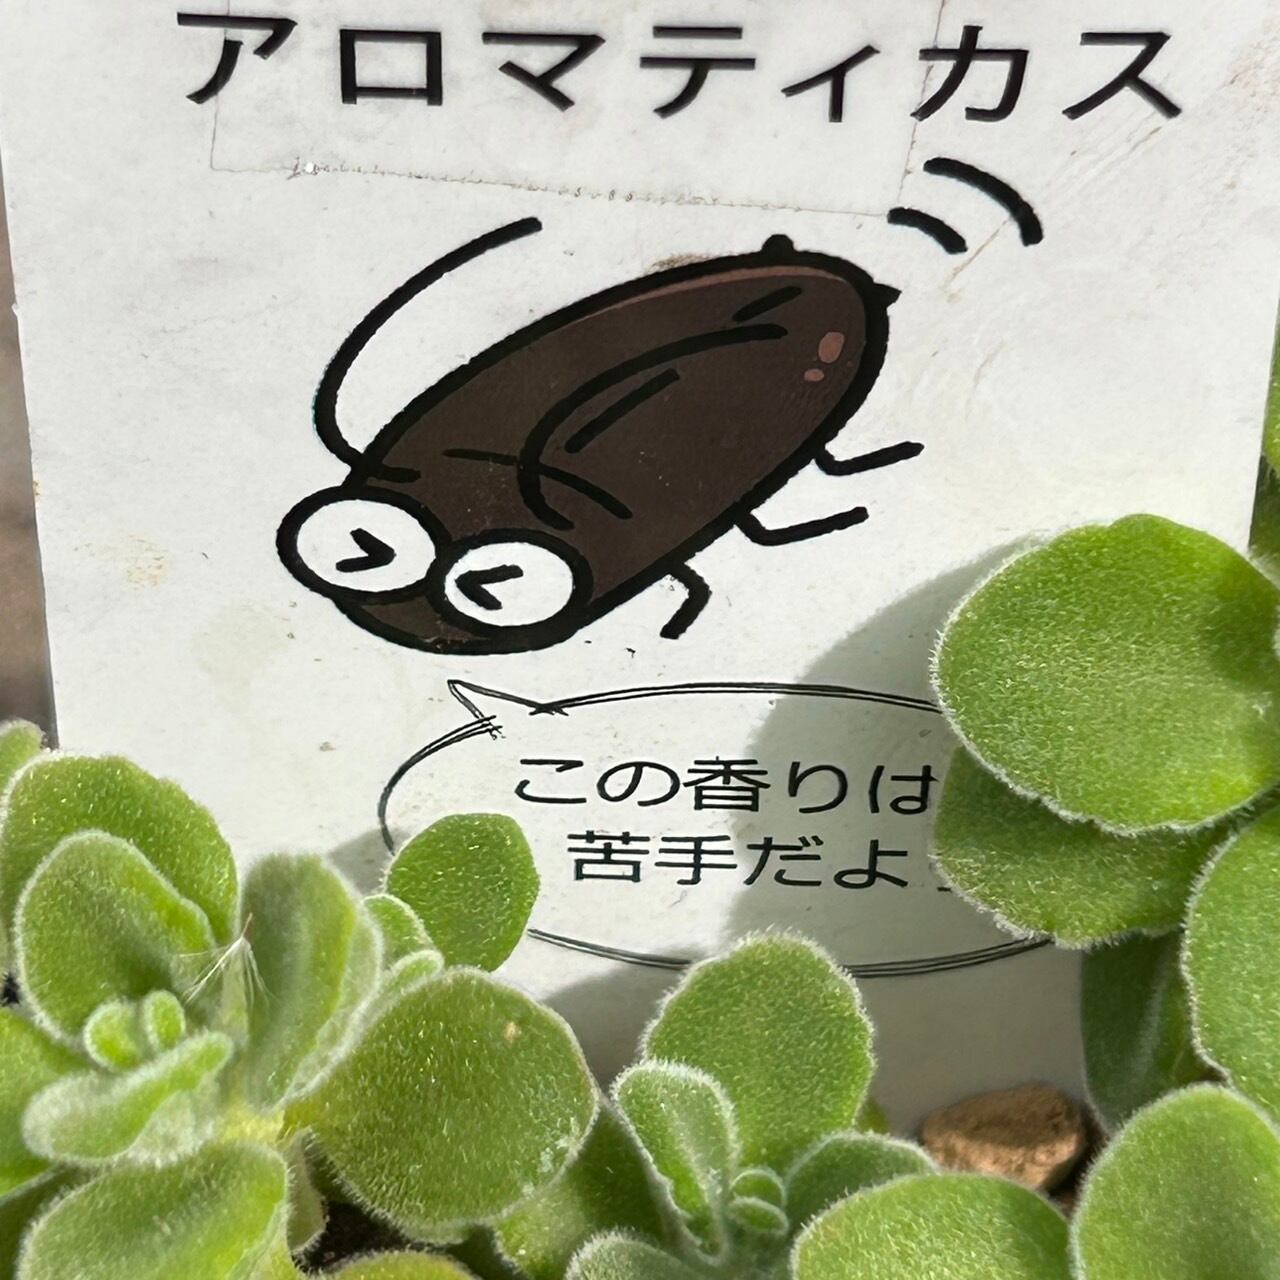 アロマティカス
この香りは
苦手だよ